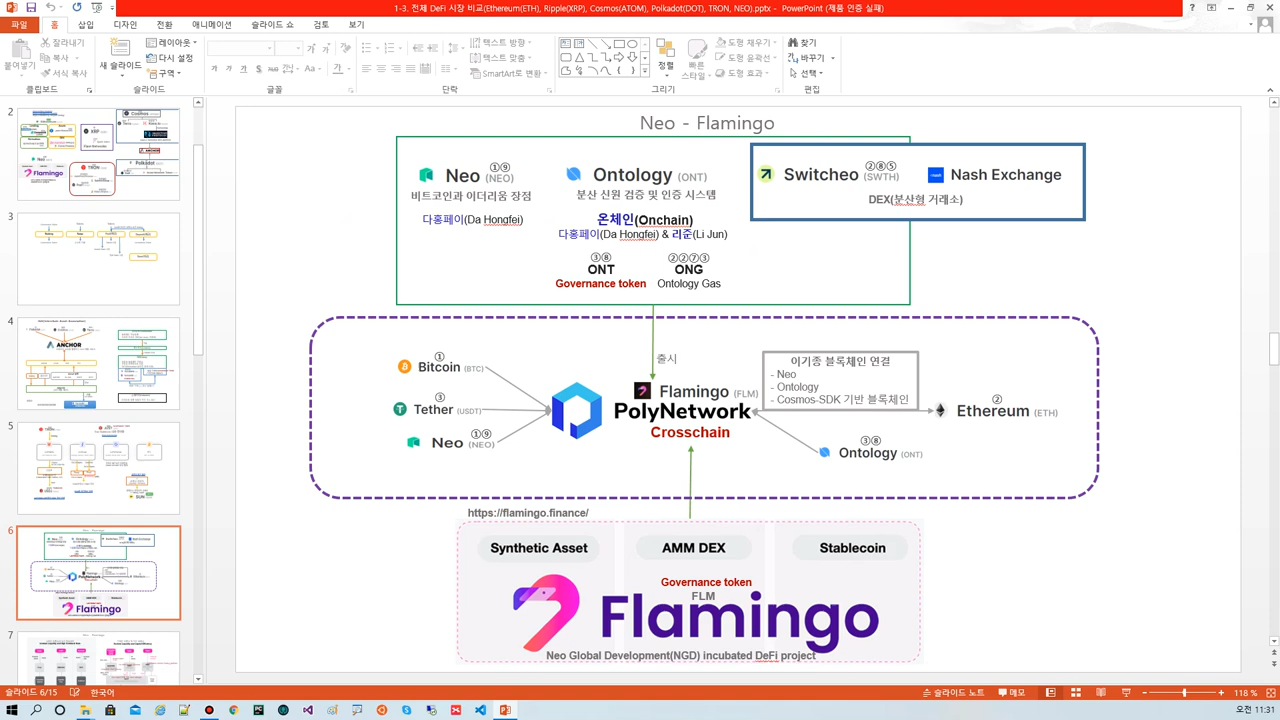 1-3. 전체 DeFi 시장 비교(Ethereum(ETH), Ripple(XRP), Cosmos(ATOM), Polkadot(DOT), TRON, NEO).pptx - PowerPoint (제품 인증 실패)
파일 홈 삽입 디자인 전환 애니메이션 슬라이드 쇼 검토 보기
붙여넣기
잘라내기
복사
서식 복사
클립보드
새 슬라이드
레이아웃
다시 설정
구역
슬라이드
가 가 가
글꼴
텍스트 방향
텍스트 맞춤
SmartArt로 변환
단락
정렬
빠른 스타일
도형 채우기
도형 윤곽선
도형 효과
그리기
찾기
바꾸기
선택
편집
2
3
4
5
6
7
Neo - Flamingo
①⑨
Neo (NEO)
비트코인과 이더리움 장점
다홍페이(Da Hongfei)
Ontology (ONT)
분산 신원 검증 및 인증 시스템
온체인(Onchain)
다홍페이(Da Hongfei) & 리준(Li Jun)
③⑧
ONT
Governance token
②②⑦③
ONG
Ontology Gas
②⑧⑤
Switcheo (SWTH)
Nash Exchange
DEX(분산형 거래소)
출시
①
Bitcoin (BTC)
③
Tether (USDT)
①⑨
Neo (NEO)
Flamingo (FLM)
PolyNetwork
Crosschain
이기종 블록체인 연결
- Neo
- Ontology
- Cosmos-SDK 기반 블록체인
②
Ethereum (ETH)
③⑧
Ontology (ONT)
https://flamingo.finance/
Synthetic Asset
AMM DEX
Stablecoin
Governance token
FLM
Flamingo
Neo Global Development(NGD) incubated DeFi project
슬라이드 6/15 한국어
슬라이드 노트 메모
118 %
오전 11:31